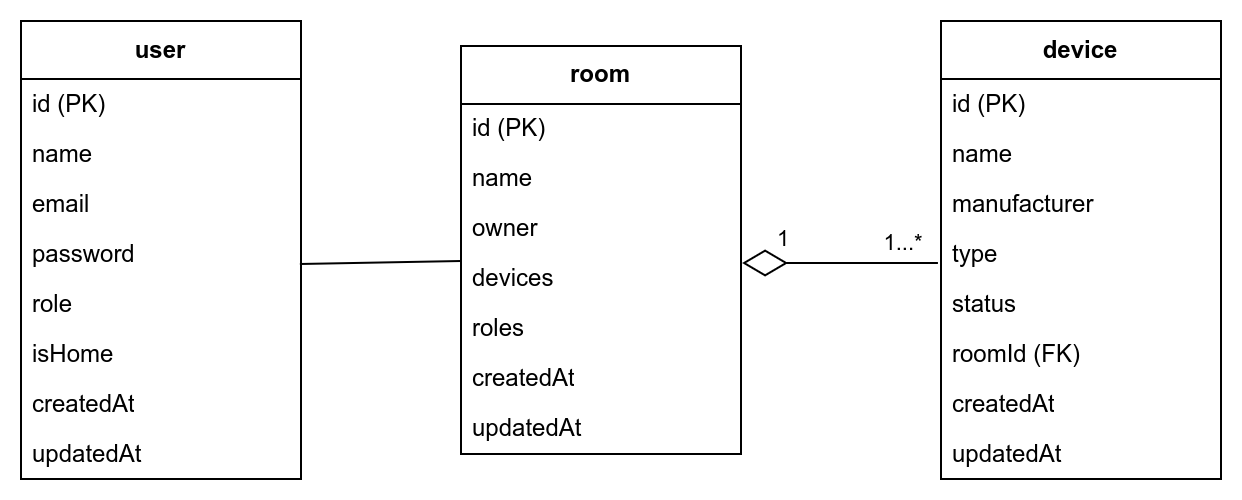 user
id (PK)
name
email
password
role
isHome
createdAt
updatedAt
room
id (PK)
name
owner
devices
roles
createdAt
updatedAt
1
1...*
device
id (PK)
name
manufacturer
type
status
roomId (FK)
createdAt
updatedAt